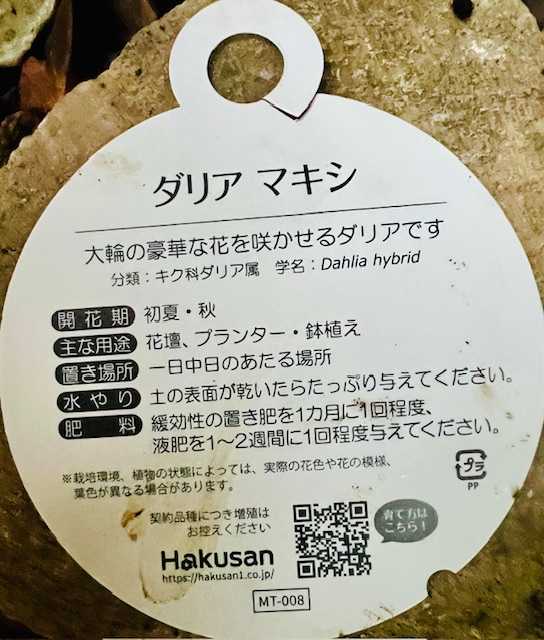 ダリア マキシ
大輪の豪華な花を咲かせるダリアです
分類：キク科ダリア属　学名：Dahlia hybrid
開花期 初夏・秋
主な用途 花壇、プランター・鉢植え
置き場所 一日中日のあたる場所
水やり 土の表面が乾いたらたっぷり与えてください。
肥料 緩効性の置き肥を1カ月に1回程度、
液肥を1～2週間に1回程度与えてください。
※栽培環境、植物の状態によっては、実際の花色や花の模様、
葉色が異なる場合があります。
プラ
PP
契約品種につき増殖は
お控えください
育て方は
こちら！
Hakusan
https://hakusan1.co.jp/
MT-008